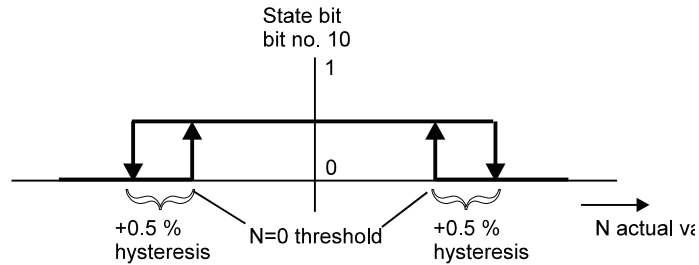 State bit
bit no. 10
1
0
+0.5 %
hysteresis
N=0 threshold
+0.5 %
hysteresis
N actual va